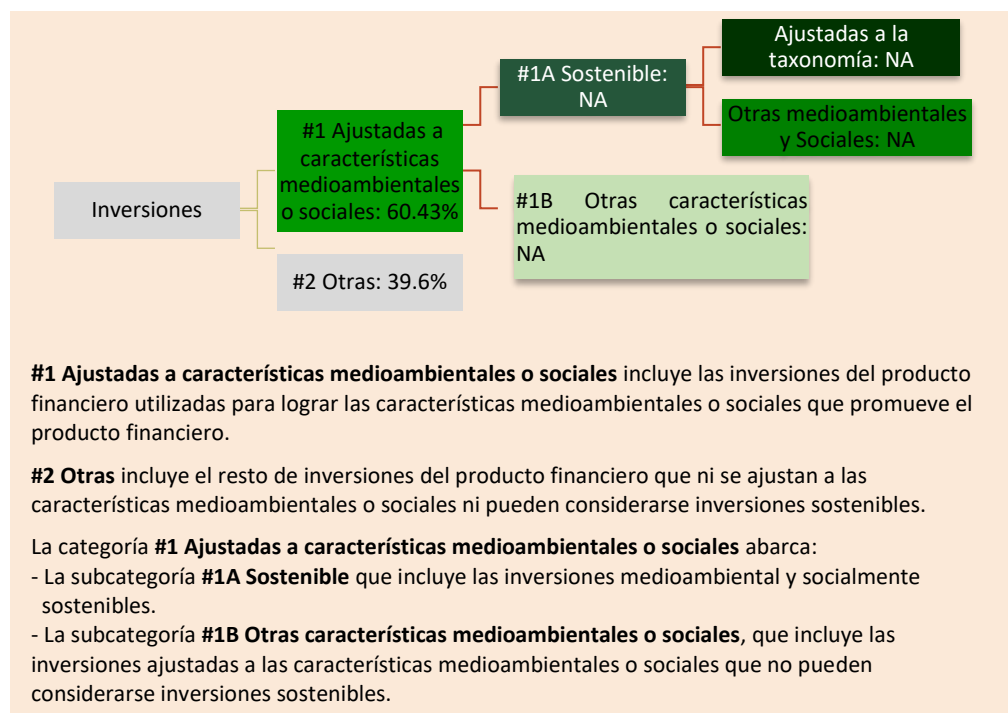 Ajustadas a la
taxonomía: NA
#1A Sostenible:
NA
Otras medioambientales
y Sociales: NA
#1 Ajustadas a
características
medioambientales
o sociales: 60.43%
Inversiones
#1B Otras características
medioambientales o sociales:
NA
#2 Otras: 39.6%
#1 Ajustadas a características medioambientales o sociales incluye las inversiones del producto
financiero utilizadas para lograr las características medioambientales o sociales que promueve el
producto financiero.
#2 Otras incluye el resto de inversiones del producto financiero que ni se ajustan a las
características medioambientales o sociales ni pueden considerarse inversiones sostenibles.
La categoría #1 Ajustadas a características medioambientales o sociales abarca:
- La subcategoría #1A Sostenible que incluye las inversiones medioambiental y socialmente
sostenibles.
- La subcategoría #1B Otras características medioambientales o sociales, que incluye las
inversiones ajustadas a las características medioambientales o sociales que no pueden
considerarse inversiones sostenibles.